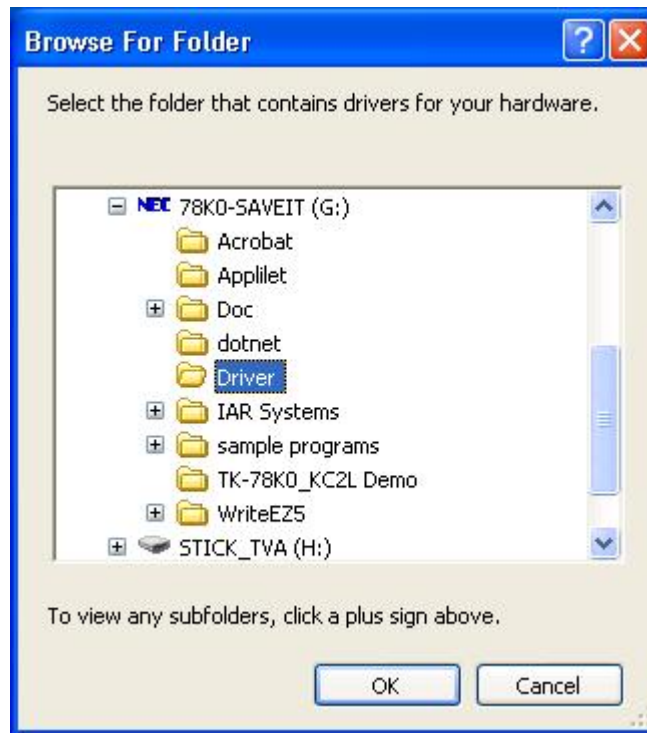 Browse For Folder
Select the folder that contains drivers for your hardware.
NEC 78K0-SAVEIT (G:)
Acrobat
Applilet
Doc
dotnet
Driver
IAR Systems
sample programs
TK-78K0_KC2L Demo
WriteEZ5
STICK_TVA (H:)
To view any subfolders, click a plus sign above.
OK Cancel